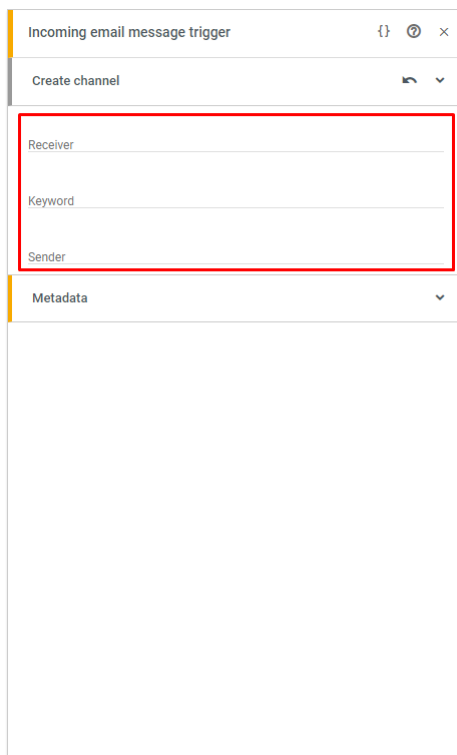 Incoming email message trigger {}
Create channel
Receiver
Keyword
Sender
Metadata